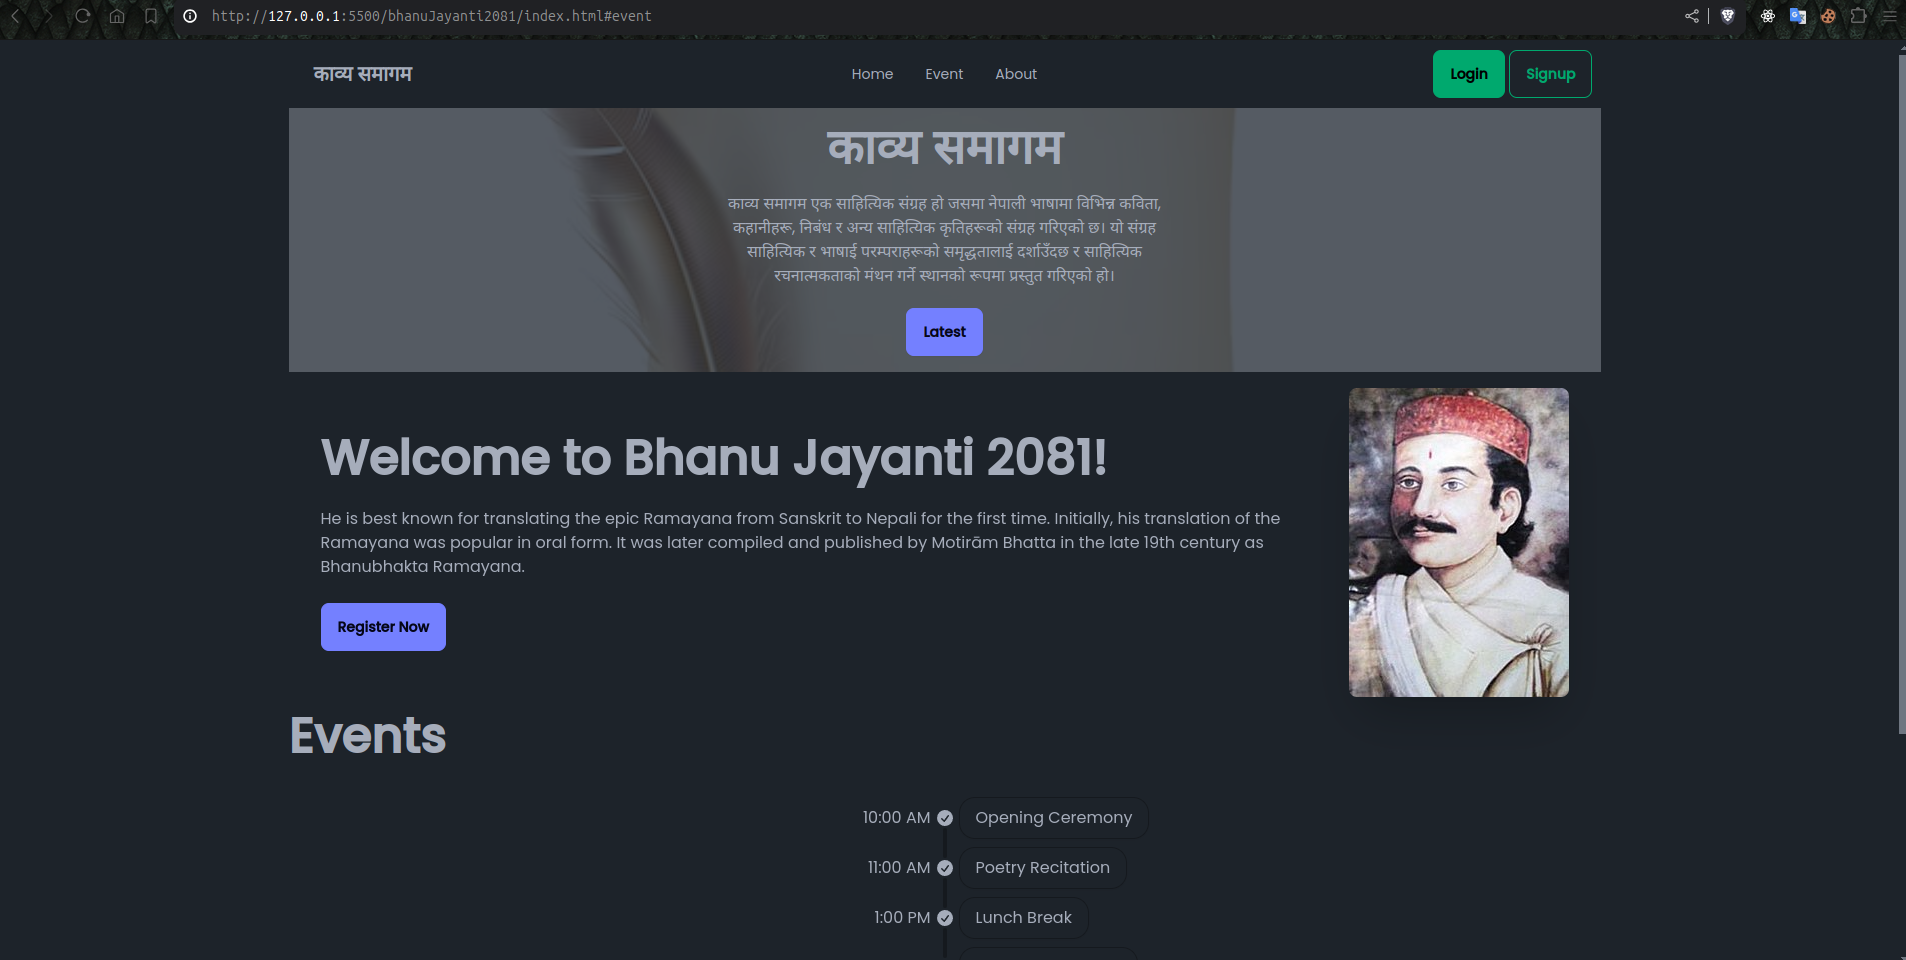 http://127.0.0.1:5500/bhanuJayanti2081/index.html#event
काव्य समागम
Home Event About
Login Signup
काव्य समागम
काव्य समागम एक साहित्यिक संग्रह हो जसमा नेपाली भाषामा विभिन्न कविता,
कहानीहरू, निबंध र अन्य साहित्यिक कृतिहरूको संग्रह गरिएको छ। यो संग्रह
साहित्यिक र भाषाई परम्पराहरूको समृद्धतालाई दर्शाउँदछ र साहित्यिक
रचनात्मकताको मंथन गर्ने स्थानको रूपमा प्रस्तुत गरिएको हो।
Latest
Welcome to Bhanu Jayanti 2081!
He is best known for translating the epic Ramayana from Sanskrit to Nepali for the first time. Initially, his translation of the
Ramayana was popular in oral form. It was later compiled and published by Motirām Bhatta in the late 19th century as
Bhanubhakta Ramayana.
Register Now
Events
10:00 AM Opening Ceremony
11:00 AM Poetry Recitation
1:00 PM Lunch Break